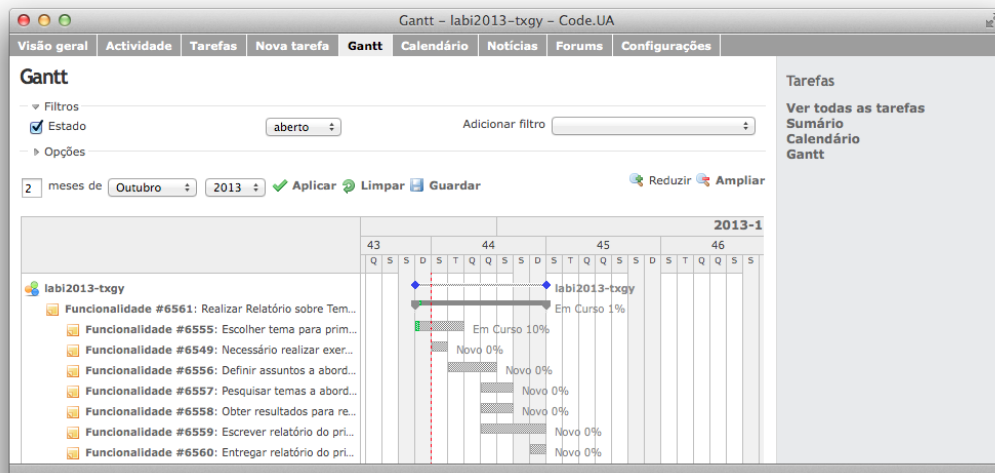 Gantt – labi2013–txgy – Code.UA
Visão geral Actividade Tarefas Nova tarefa Gantt Calendário Notícias Forums Configurações
Gantt
Filtros
Estado aberto Adicionar filtro
Opções
2 meses de Outubro 2013 Aplicar Limpar Guardar Reduzir Ampliar
2013-1
43 44 45 46
Q S S D S T Q Q S S D S T Q Q S S D S T Q Q S S
labi2013-txgy labi2013-txgy
Funcionalidade #6561: Realizar Relatório sobre Tem... Em Curso 1%
Funcionalidade #6555: Escolher tema para prim... Em Curso 10%
Funcionalidade #6549: Necessário realizar exer... Novo 0%
Funcionalidade #6556: Definir assuntos a abord... Novo 0%
Funcionalidade #6557: Pesquisar temas a abord... Novo 0%
Funcionalidade #6558: Obter resultados para re... Novo 0%
Funcionalidade #6559: Escrever relatório do pri... Novo 0%
Funcionalidade #6560: Entregar relatório do pri... Novo 0%
Tarefas
Ver todas as tarefas
Sumário
Calendário
Gantt